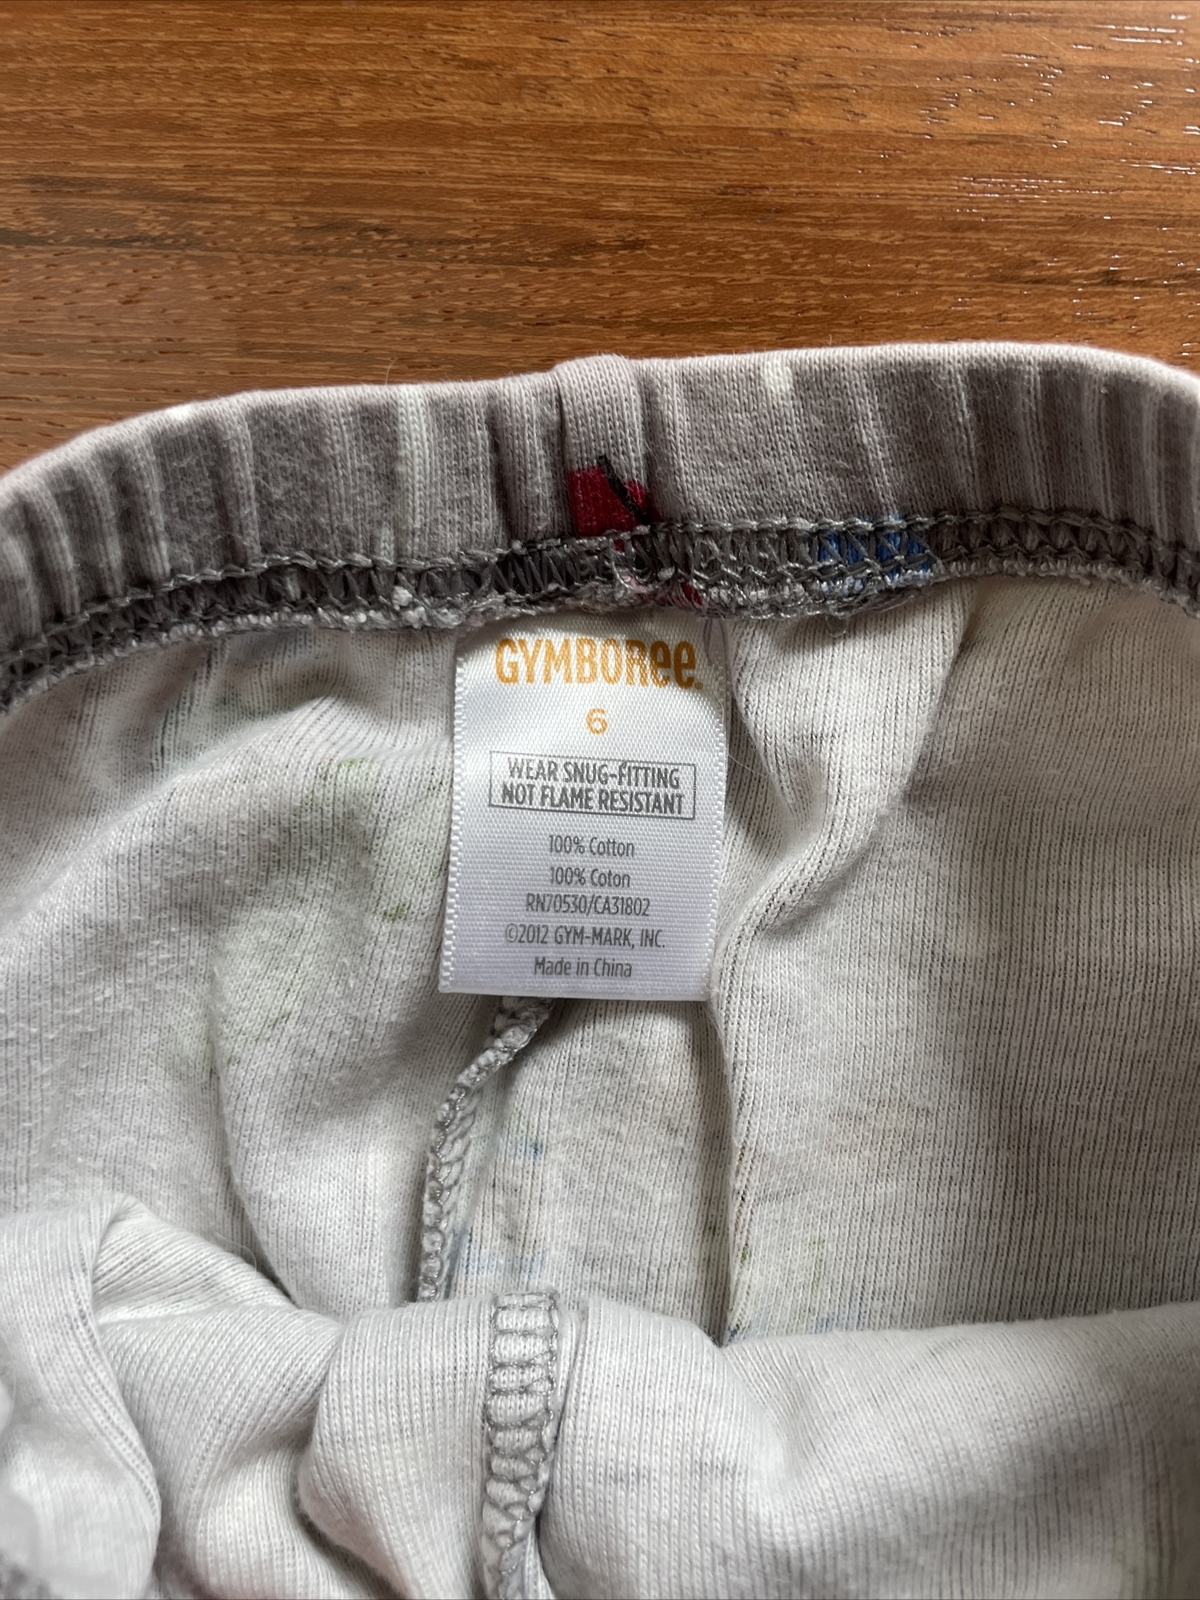 GYMBOREE.
6
WEAR SNUG-FITTING
NOT FLAME RESISTANT
100% Cotton
100% Coton
RN70530/CA31802
©2012 GYM-MARK, INC.
Made in China